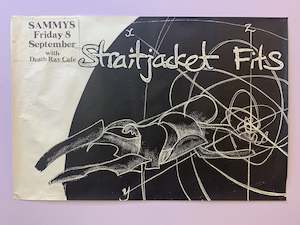 SAMMYS
Friday 8
September
with
Death Ray Cafe
Straitjacket Fits
x
z
y